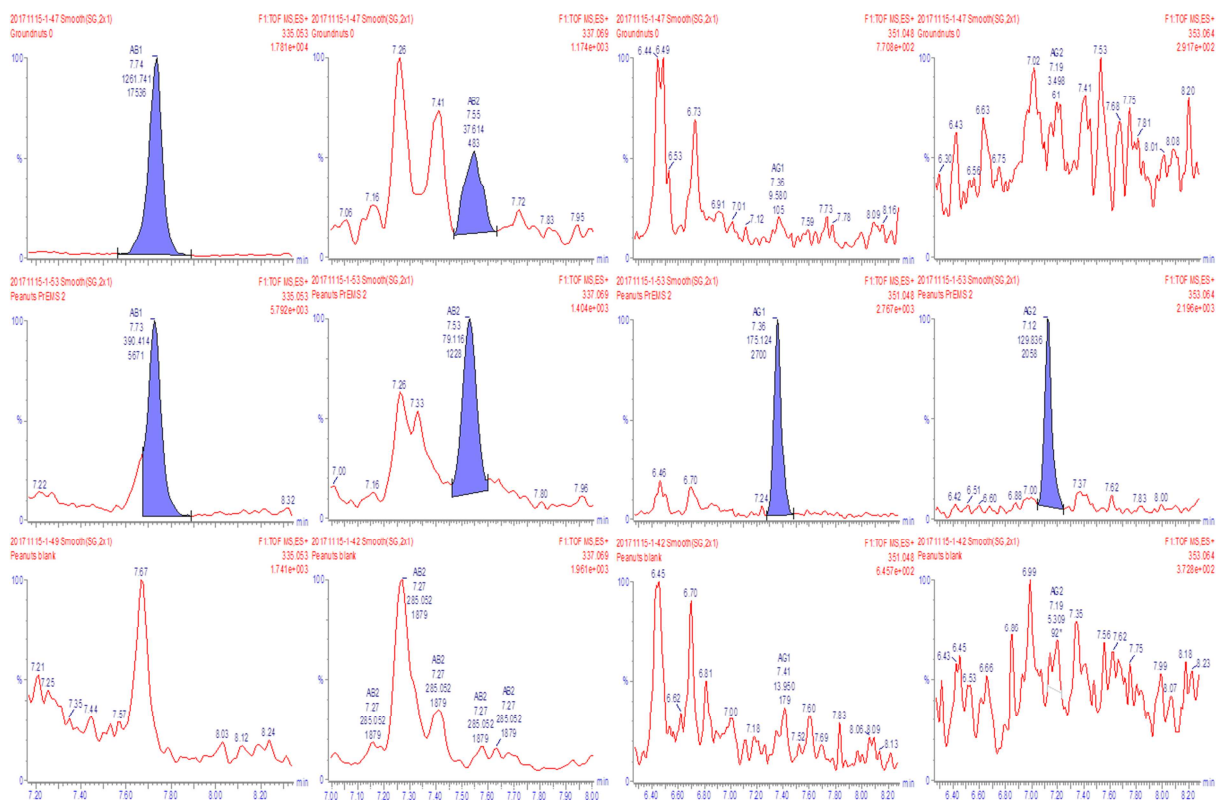 20171115-1-47 Smooth(SG,2x1)
F1:TOF MS,ES+
Groundnuts 0
335.053
1.781e+004
AB1
7.74
1261.741
17536
100
%
min
20171115-1-47 Smooth(SG,2x1)
F1:TOF MS,ES+
Groundnuts 0
337.069
1.174e+003
7.26
7.41
AB2
7.55
37.614
483
7.06
7.16
7.72
7.83
7.95
100
%
min
20171115-1-47 Smooth(SG,2x1)
F1:TOF MS,ES+
Groundnuts 0
351.048
7.708e+002
6.44
6.49
6.73
6.53
6.91
7.01
7.12
AG1
7.36
9.580
105
7.59
7.73
7.78
8.09
8.16
100
%
min
20171115-1-47 Smooth(SG,2x1)
F1:TOF MS,ES+
Groundnuts 0
353.064
2.917e+002
6.30
6.43
6.56
6.63
6.75
7.02
AG2
7.19
3.498
61
7.41
7.53
7.68
7.75
7.81
8.01
8.08
8.20
100
%
min
20171115-1-53 Smooth(SG,2x1)
F1:TOF MS,ES+
Peanuts PrEMS 2
335.053
5.792e+003
AB1
7.73
390.414
5671
7.22
8.32
100
%
min
20171115-1-53 Smooth(SG,2x1)
F1:TOF MS,ES+
Peanuts PrEMS 2
337.069
1.404e+003
AB2
7.53
79.116
1228
7.00
7.16
7.26
7.33
7.80
7.96
100
%
min
20171115-1-53 Smooth(SG,2x1)
F1:TOF MS,ES+
Peanuts PrEMS 2
351.048
2.767e+003
AG1
7.36
175.124
2700
6.46
6.70
7.24
100
%
min
20171115-1-53 Smooth(SG,2x1)
F1:TOF MS,ES+
Peanuts PrEMS 2
353.064
2.196e+003
AG2
7.12
129.836
2058
6.42
6.51
6.60
6.88
7.00
7.37
7.62
7.83
8.00
100
%
min
20171115-1-49 Smooth(SG,2x1)
F1:TOF MS,ES+
Peanuts blank
335.053
1.741e+003
7.67
7.21
7.25
7.35
7.44
7.57
8.03
8.12
8.24
100
%
min
7.20 7.40 7.60 7.80 8.00 8.20
20171115-1-42 Smooth(SG,2x1)
F1:TOF MS,ES+
Peanuts blank
337.069
1.961e+003
AB2
7.27
285.052
1879
AB2
7.27
285.052
1879
AB2
7.27
285.052
1879
AB2
7.27
285.052
1879
AB2
7.27
285.052
1879
100
%
min
7.00 7.10 7.20 7.30 7.40 7.50 7.60 7.70 7.80 7.90 8.00
20171115-1-42 Smooth(SG,2x1)
F1:TOF MS,ES+
Peanuts blank
351.048
6.457e+002
6.45
6.70
6.81
6.62
7.00
7.18
AG1
7.41
13.950
179
7.52
7.60
7.69
7.83
8.06
8.09
8.13
100
%
min
6.40 6.60 6.80 7.00 7.20 7.40 7.60 7.80 8.00 8.20
20171115-1-42 Smooth(SG,2x1)
F1:TOF MS,ES+
Peanuts blank
353.064
3.728e+002
6.43
6.45
6.53
6.66
6.86
6.99
AG2
7.19
5.309
92*
7.35
7.56
7.62
7.75
7.99
8.07
8.18
8.23
100
%
min
6.40 6.60 6.80 7.00 7.20 7.40 7.60 7.80 8.00 8.20